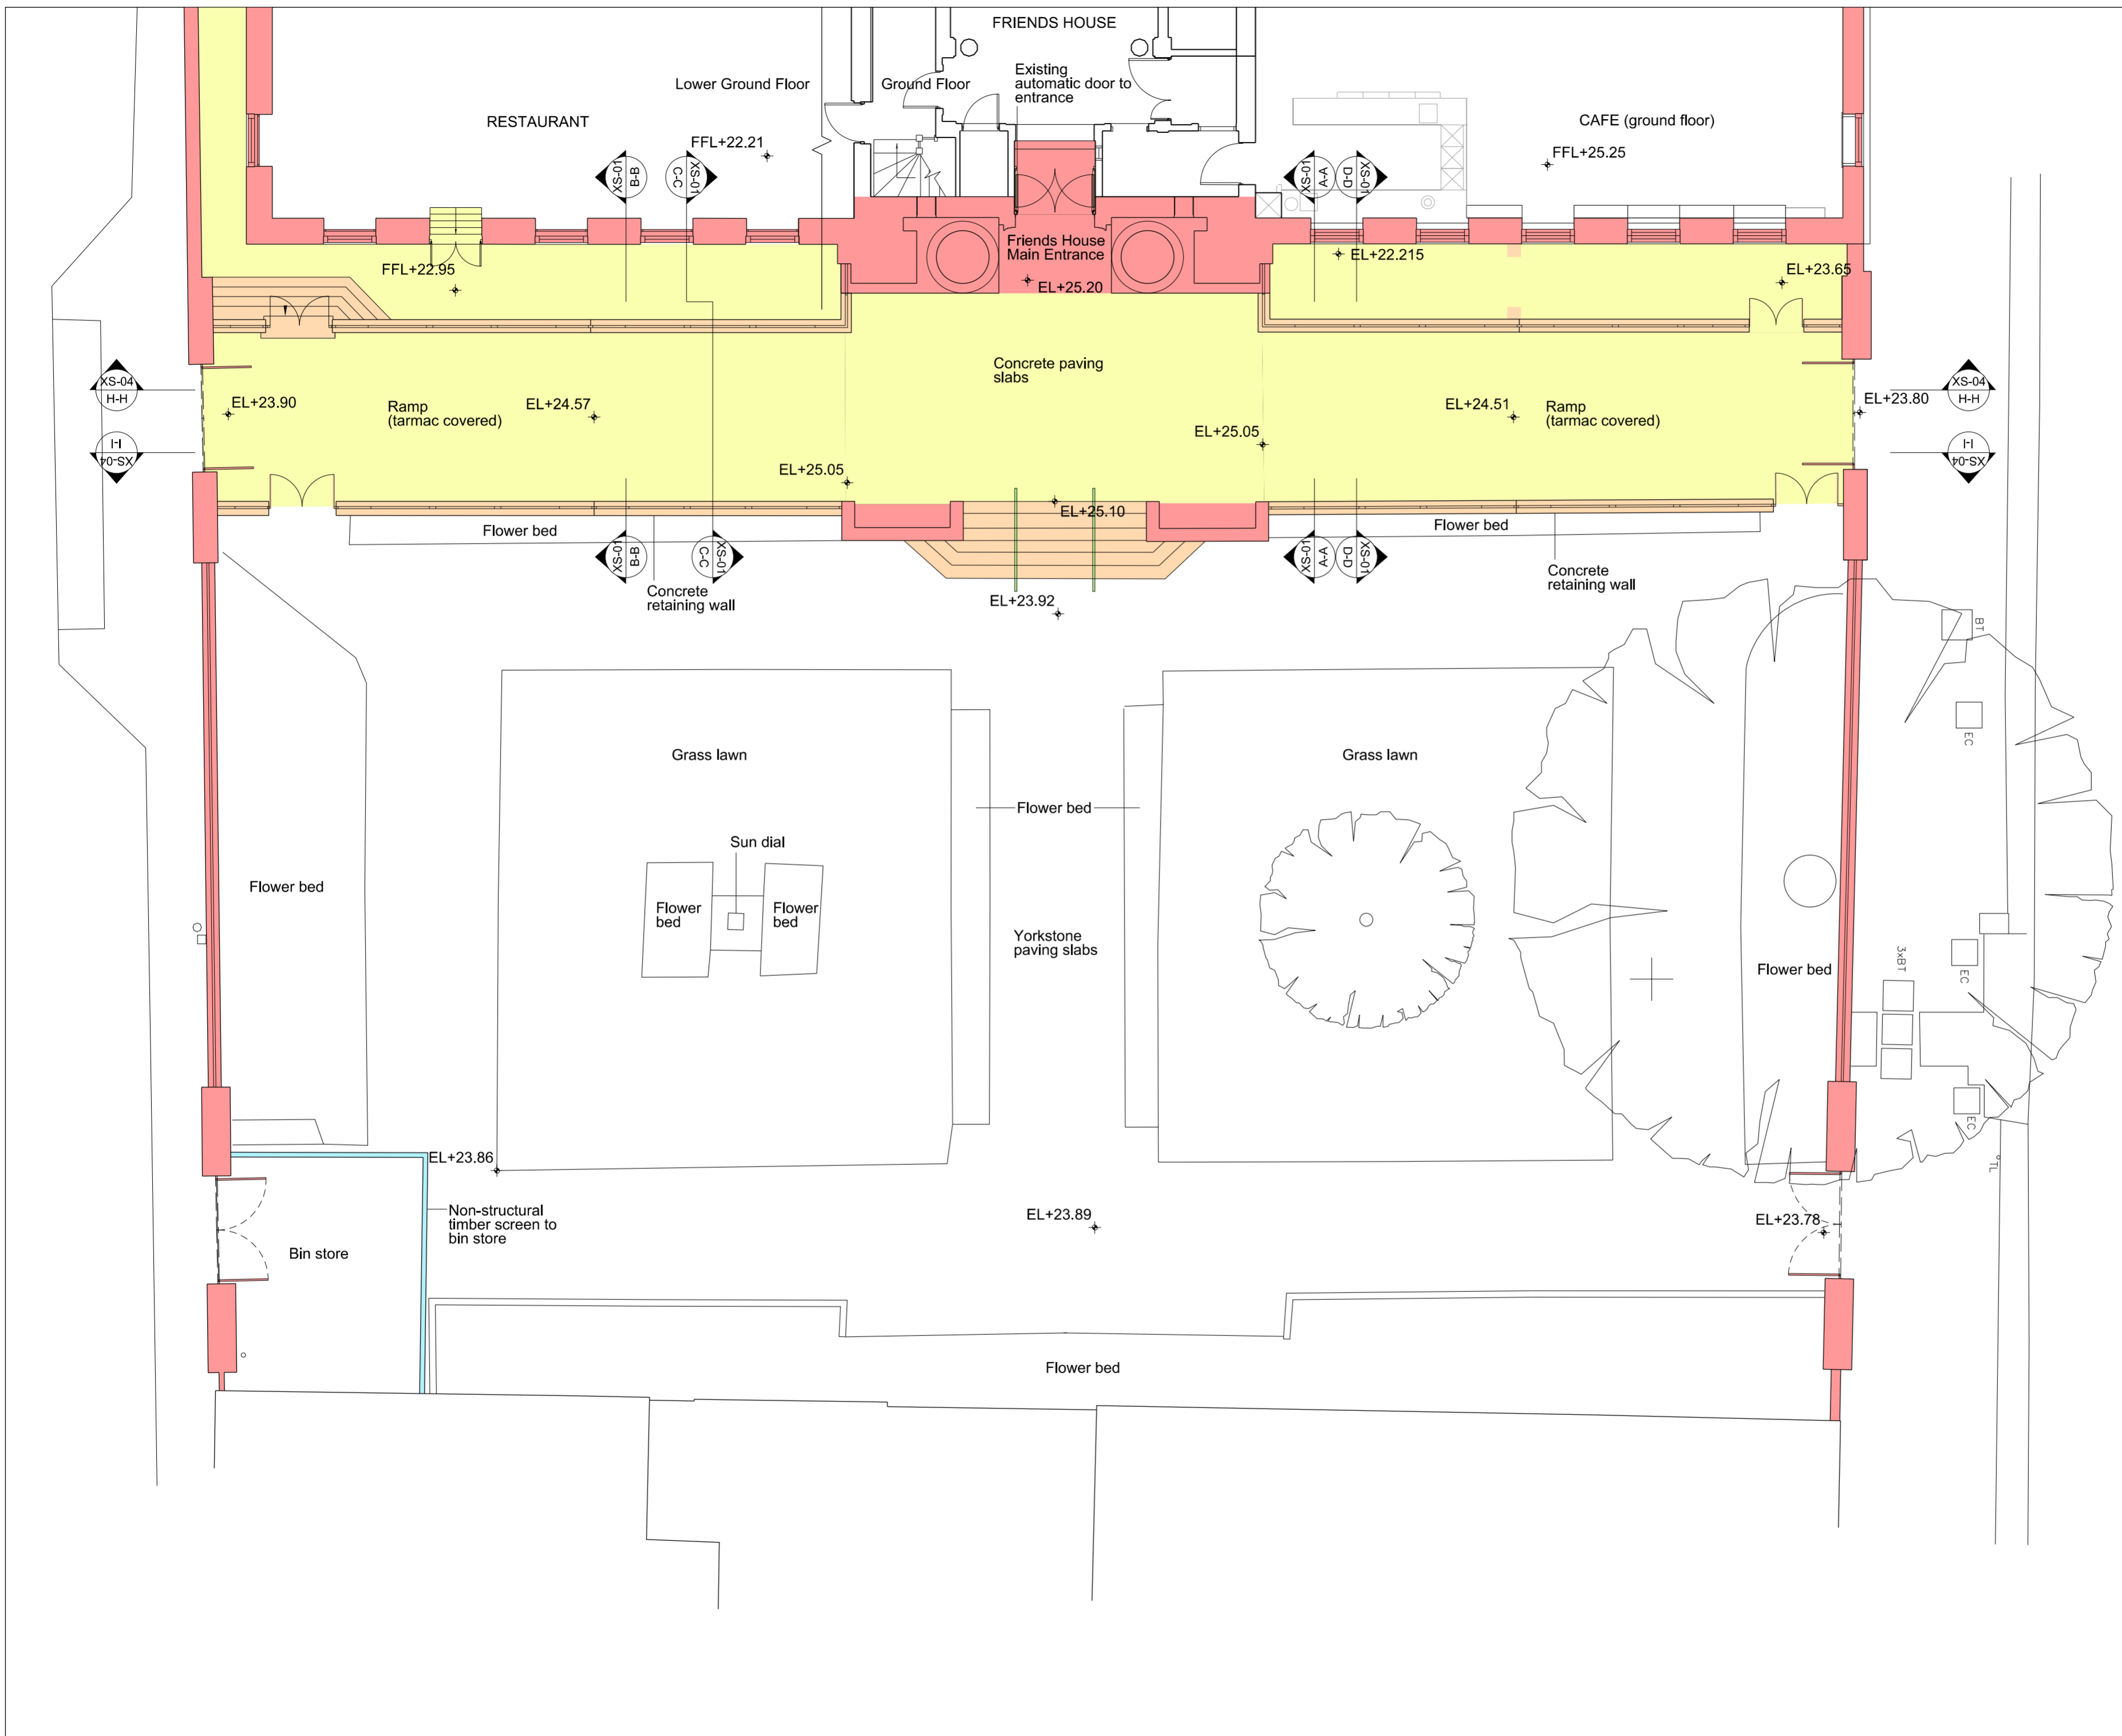 FRIENDS HOUSE
Lower Ground Floor
Ground Floor
Existing
automatic door to
entrance
RESTAURANT
CAFE (ground floor)
FFL+22.21
FFL+25.25
XS-01
B-B
XS-01
C-C
XS-01
A-A
XS-01
D-D
Friends House
Main Entrance
EL+22.215
FFL+22.95
EL+23.65
EL+25.20
Concrete paving
slabs
XS-04
H-H
XS-04
H-H
EL+23.90
Ramp
(tarmac covered)
EL+24.57
EL+24.51
Ramp
(tarmac covered)
EL+23.80
EL+25.05
I-I
XS-04
I-I
XS-04
EL+25.05
EL+25.10
Flower bed
Flower bed
XS-01
B-B
XS-01
C-C
XS-01
A-A
XS-01
D-D
Concrete
retaining wall
Concrete
retaining wall
EL+23.92
BT
EC
Grass lawn
Grass lawn
Flower bed
Sun dial
Flower bed
Flower
bed
Flower
bed
Yorkstone
paving slabs
3xBT
EC
Flower bed
EC
TL
EL+23.86
Non-structural
timber screen to
bin store
EL+23.89
EL+23.78
Bin store
Flower bed